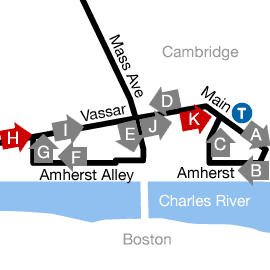 Cambridge
Mass Ave
Main
T
D
Vassar
K
A
H
I
E
J
C
G
F
B
Amherst Alley
Amherst
Charles River
Boston